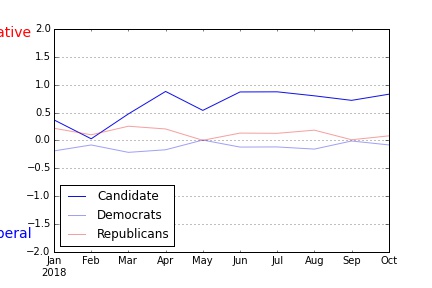 2.0
ative
1.5
1.0
0.5
0.0
−0.5
−1.0
Candidate
Democrats
Republicans
−1.5
beral
−2.0
Jan Feb Mar Apr May Jun Jul Aug Sep Oct
2018